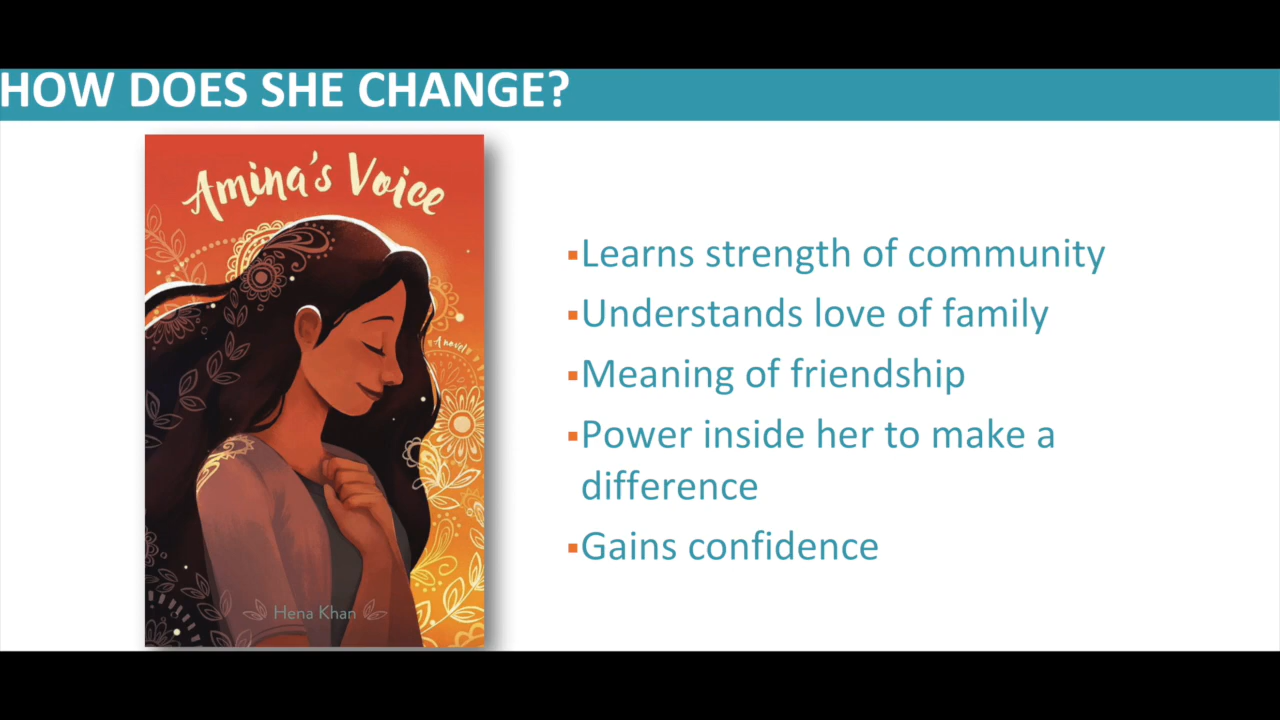 HOW DOES SHE CHANGE?
Amina's Voice
A novel
Hena Khan
▪Learns strength of community
▪Understands love of family
▪Meaning of friendship
▪Power inside her to make a
difference
▪Gains confidence